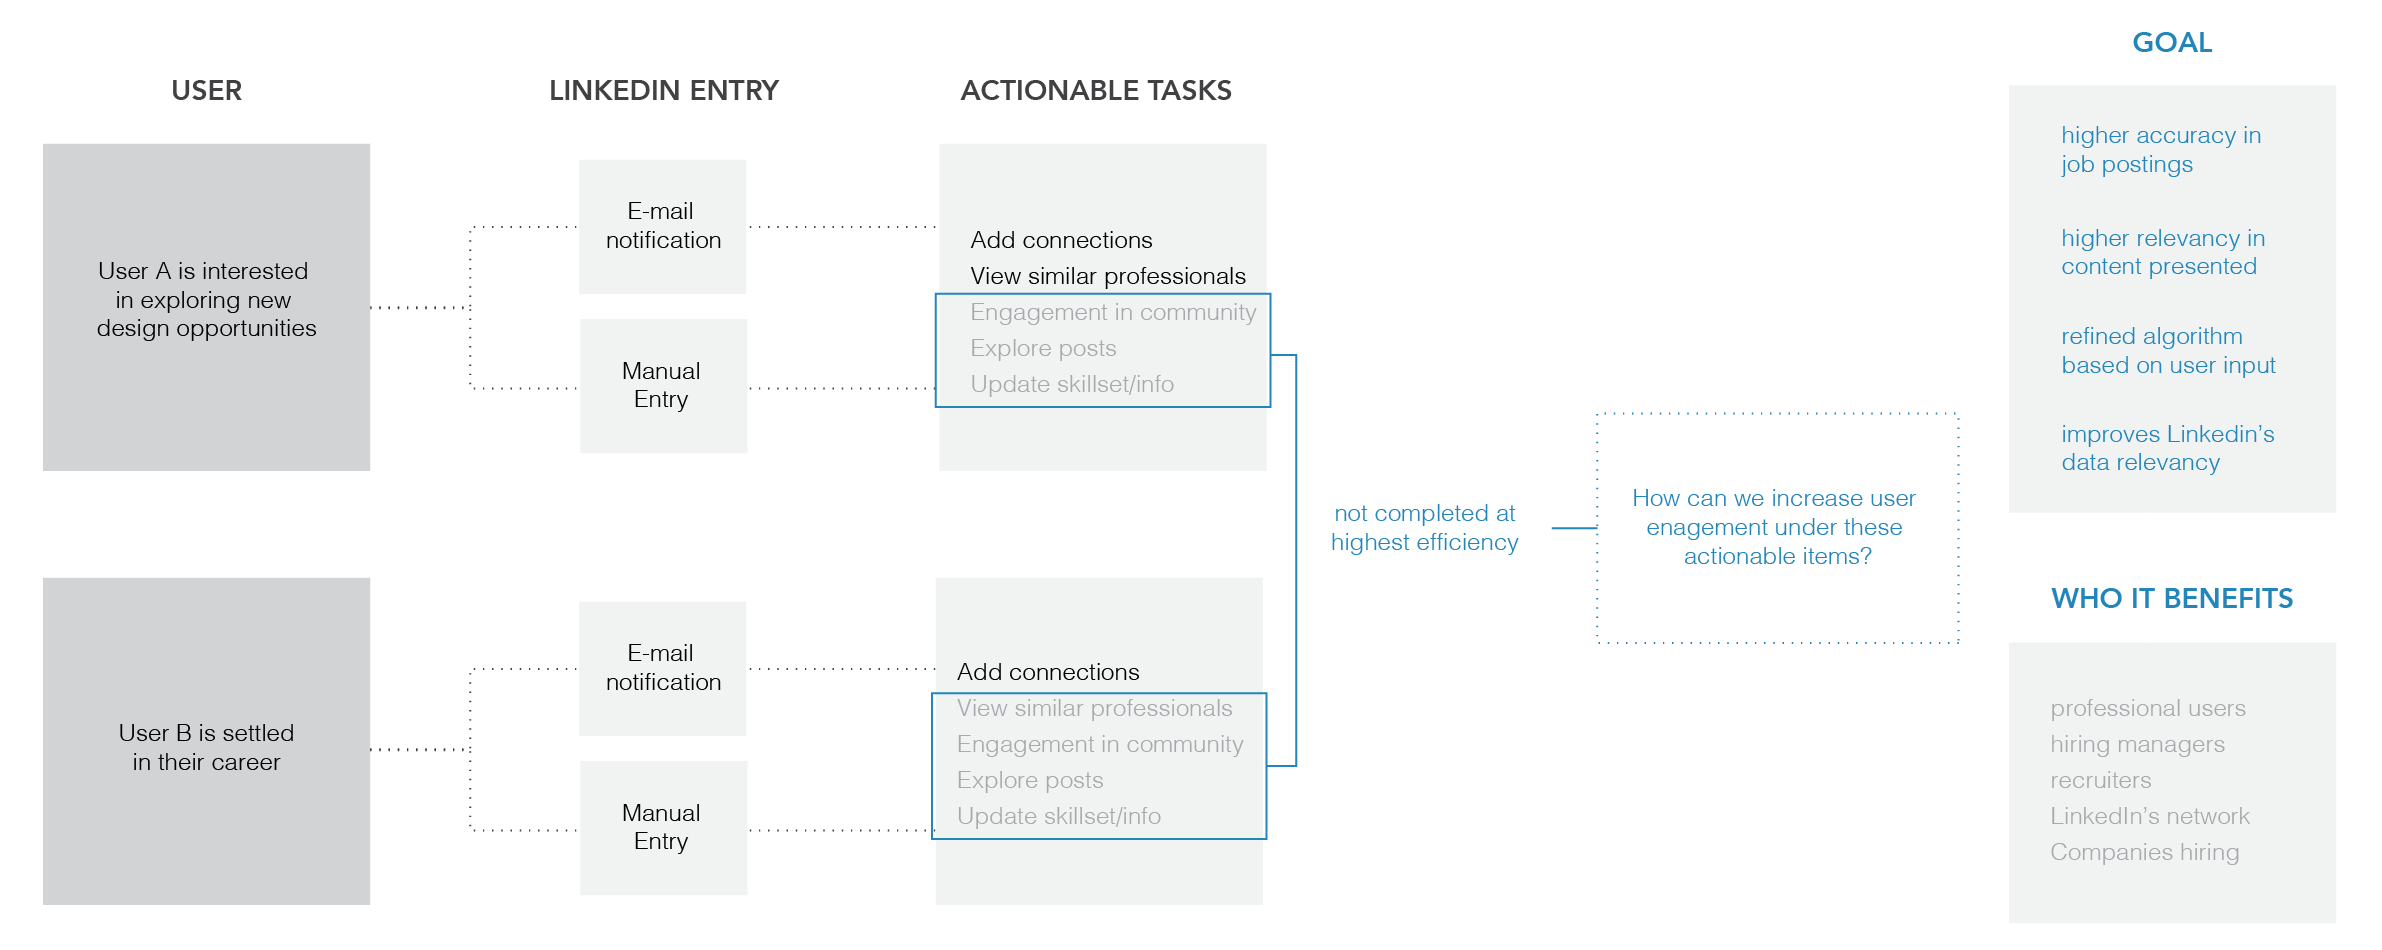 USER
User A is interested
in exploring new
design opportunities
User B is settled
in their career
LINKEDIN ENTRY
E-mail
notification
Manual
Entry
E-mail
notification
Manual
Entry
ACTIONABLE TASKS
Add connections
View similar professionals
Engagement in community
Explore posts
Update skillset/info
Add connections
View similar professionals
Engagement in community
Explore posts
Update skillset/info
not completed at
highest efficiency
How can we increase user
enagement under these
actionable items?
GOAL
higher accuracy in
job postings
higher relevancy in
content presented
refined algorithm
based on user input
improves Linkedin’s
data relevancy
WHO IT BENEFITS
professional users
hiring managers
recruiters
LinkedIn’s network
Companies hiring